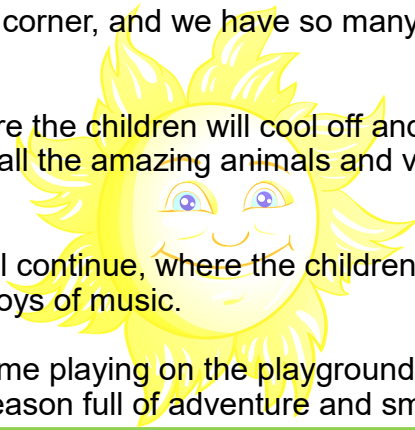 corner, and we have so many
re the children will cool off and
all the amazing animals and v
l continue, where the children
oys of music.
me playing on the playground
eason full of adventure and sm